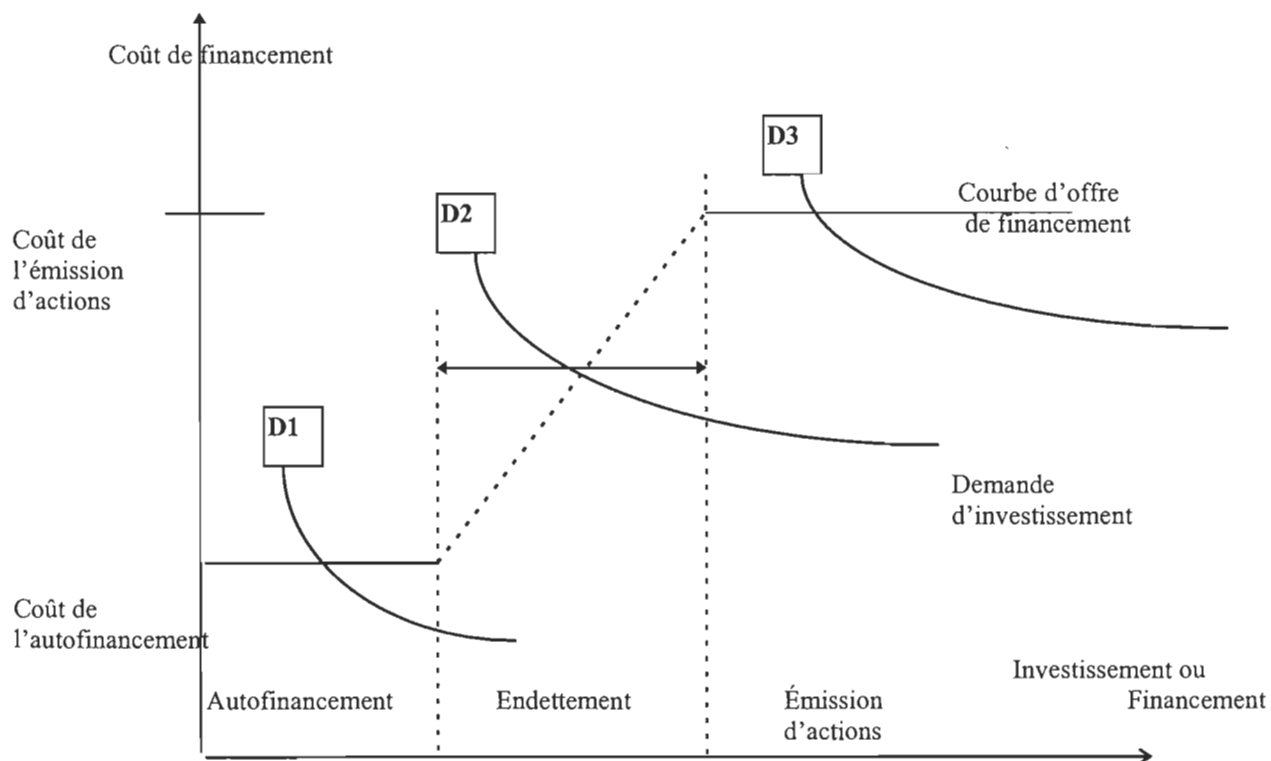 Coût de financement
D3
D2
Courbe d’offre
de financement
Coût de
l’émission
d’actions
D1
Demande
d’investissement
Coût de
l’autofinancement
Investissement ou
Financement
Autofinancement
Endettement
Émission
d’actions